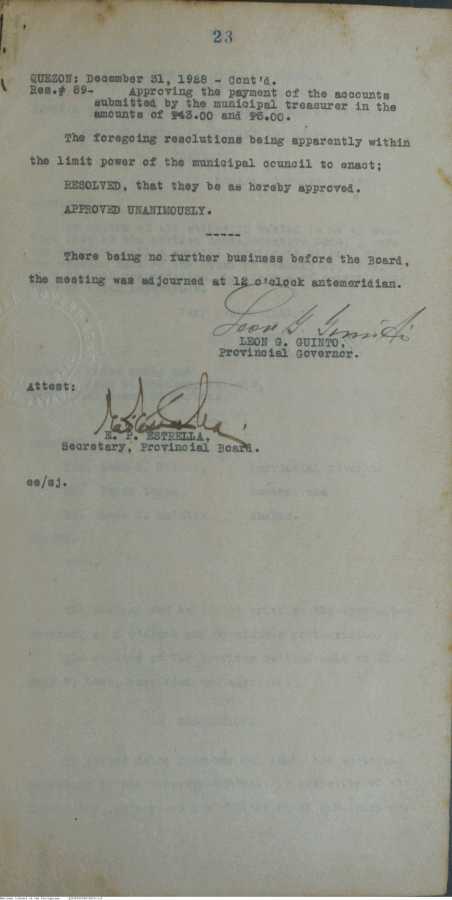 23
QUEZON: December 31, 1928 - Cont'd.
Res.# 89- Approving the payment of the accounts
submitted by the municipal treasurer in the
amounts of ₱43.00 and ₱6.00.
The foregoing resolutions being apparently within
the limit power of the municipal council to enact;
RESOLVED, that they be as hereby approved.
APPROVED UNANIMOUSLY.
-----
There being no further business before the Board,
the meeting was adjourned at 12 o'clock antemeridian.
Leon G. Guinto
LEON G. GUINTO,
Provincial Governor.
Attest:
E. P. ESTRELLA,
Secretary, Provincial Board.
ee/sj.